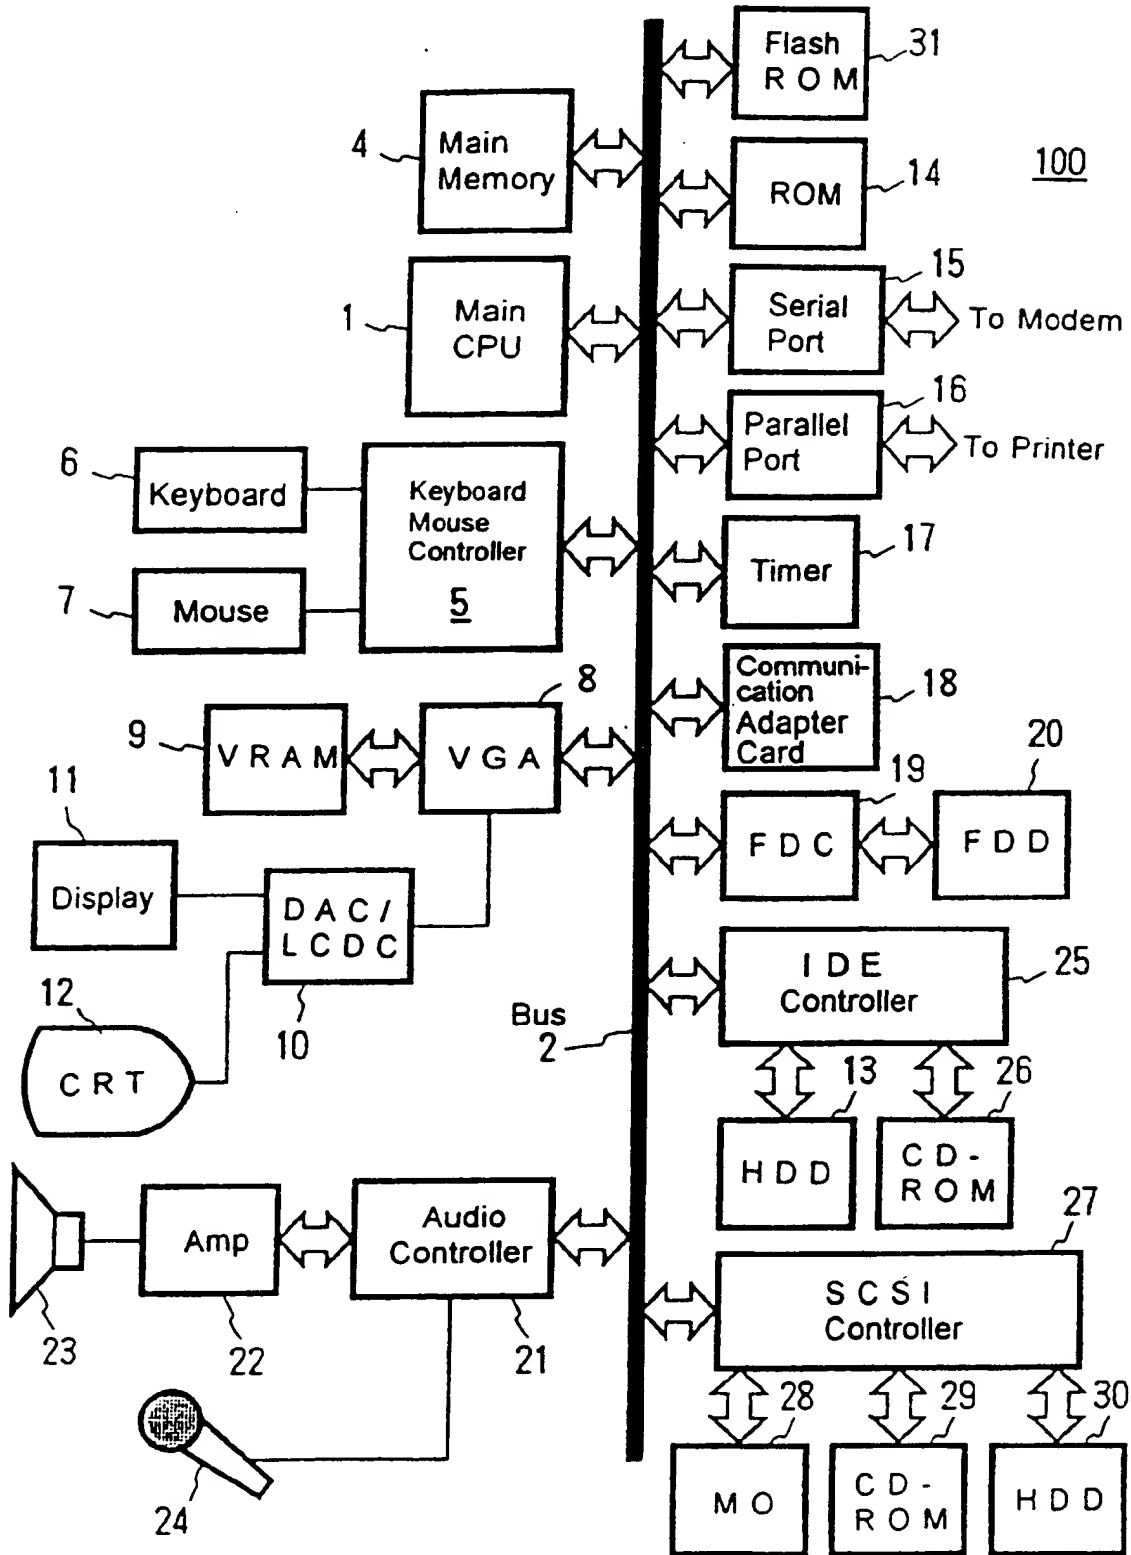 Flash
ROM
31
4
Main
Memory
ROM
14
100
1
Main
CPU
15
Serial
Port
To Modem
16
Parallel
Port
To Printer
6
Keyboard
Keyboard
Mouse
Controller
5
7
Mouse
Timer
17
Communi-
cation
Adapter
Card
18
8
9
VRAM
VGA
19
20
FDC
FDD
11
Display
DAC/
LCDC
10
12
CRT
Bus
2
IDE
Controller
25
13
26
HDD
CD-
ROM
Amp
22
23
Audio
Controller
21
24
27
SCSI
Controller
28
29
30
MO
CD-
ROM
HDD